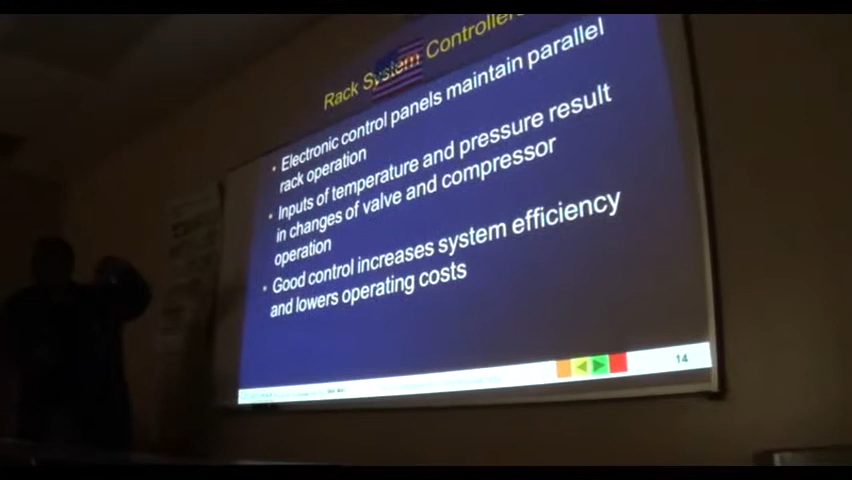 Rack System Controllers
• Electronic control panels maintain parallel
rack operation
• Inputs of temperature and pressure result
in changes of valve and compressor
operation
• Good control increases system efficiency
and lowers operating costs
14